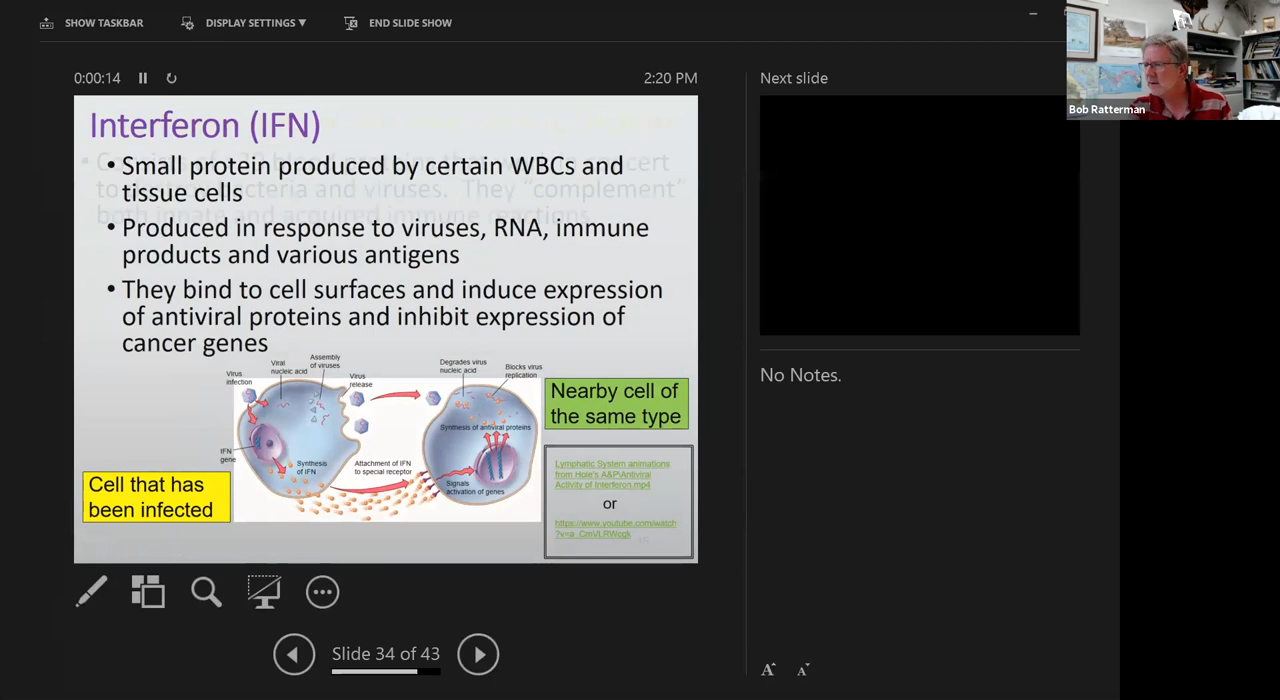 SHOW TASKBAR
DISPLAY SETTINGS ▼
END SLIDE SHOW
0:00:14
2:20 PM
Next slide
Bob Ratterman
Interferon (IFN)
• Small protein produced by certain WBCs and
tissue cells
• Produced in response to viruses, RNA, immune
products and various antigens
• They bind to cell surfaces and induce expression
of antiviral proteins and inhibit expression of
cancer genes
Virus
infection
Viral
nucleic acid
Assembly
of viruses
Virus
release
Degrades virus
nucleic acid
Blocks virus
replication
Synthesis of antiviral proteins
IFN
gene
Synthesis
of IFN
Attachment of IFN
to special receptor
Signals
activation of genes
Nearby cell of
the same type
Cell that has
been infected
Lymphatic System animations
from Hole's A&P\Antiviral
Activity of Interferon.mp4
or
https://www.youtube.com/watch
No Notes.
Slide 34 of 43
A
A